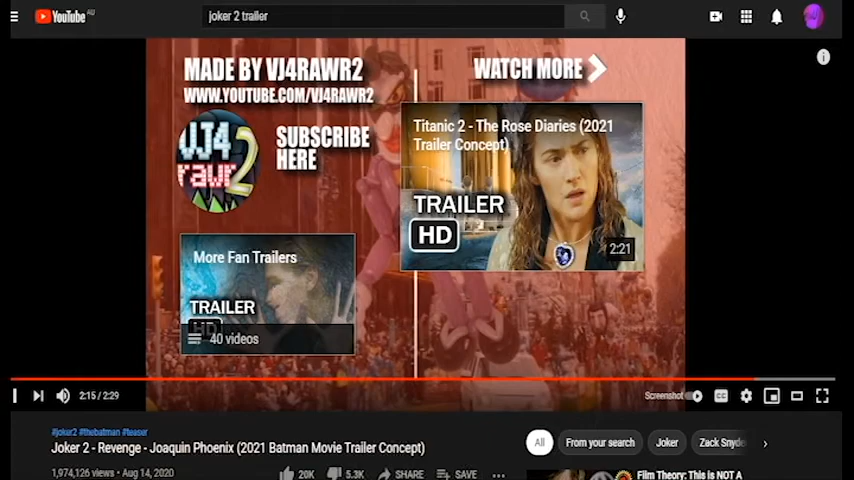 YouTube
joker 2 trailer
MADE BY VJ4RAWR2
WWW.YOUTUBE.COM/VJ4RAWR2
WATCH MORE
VJ4
rawr2
SUBSCRIBE
HERE
Titanic 2 - The Rose Diaries (2021
Trailer Concept)
TRAILER
HD
2:21
More Fan Trailers
TRAILER
HD
40 videos
2:15 / 2:29
Screenshot
#joker2 #thebatman #teaser
Joker 2 - Revenge - Joaquin Phoenix (2021 Batman Movie Trailer Concept)
1,974,126 views • Aug 14, 2020
20K
5.3K
SHARE
SAVE
All
From your search
Joker
Zack Snyde
Film Theory: This is NOT A